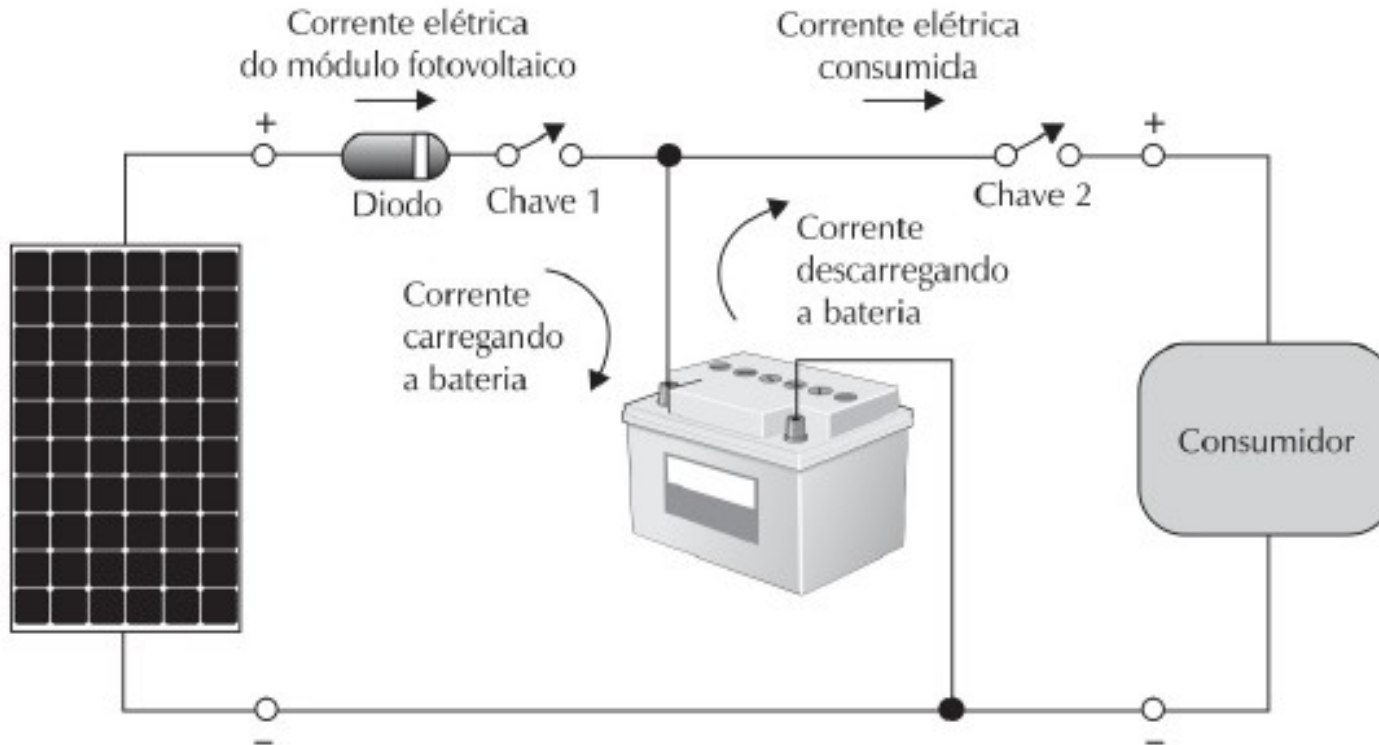 Corrente elétrica
do módulo fotovoltaico
Corrente elétrica
consumida
+
+
Diodo
Chave 1
Chave 2
Corrente
carregando
a bateria
Corrente
descarregando
a bateria
Consumidor
–
–